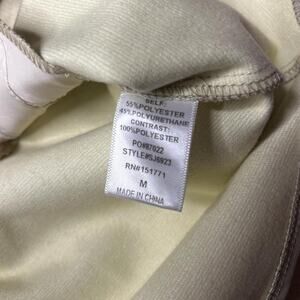 SELF:
55%POLYESTER
45%POLYURETHANE
CONTRAST:
100%POLYESTER
PO#87022
STYLE#SJ6923
RN#151771
M
MADE IN CHINA